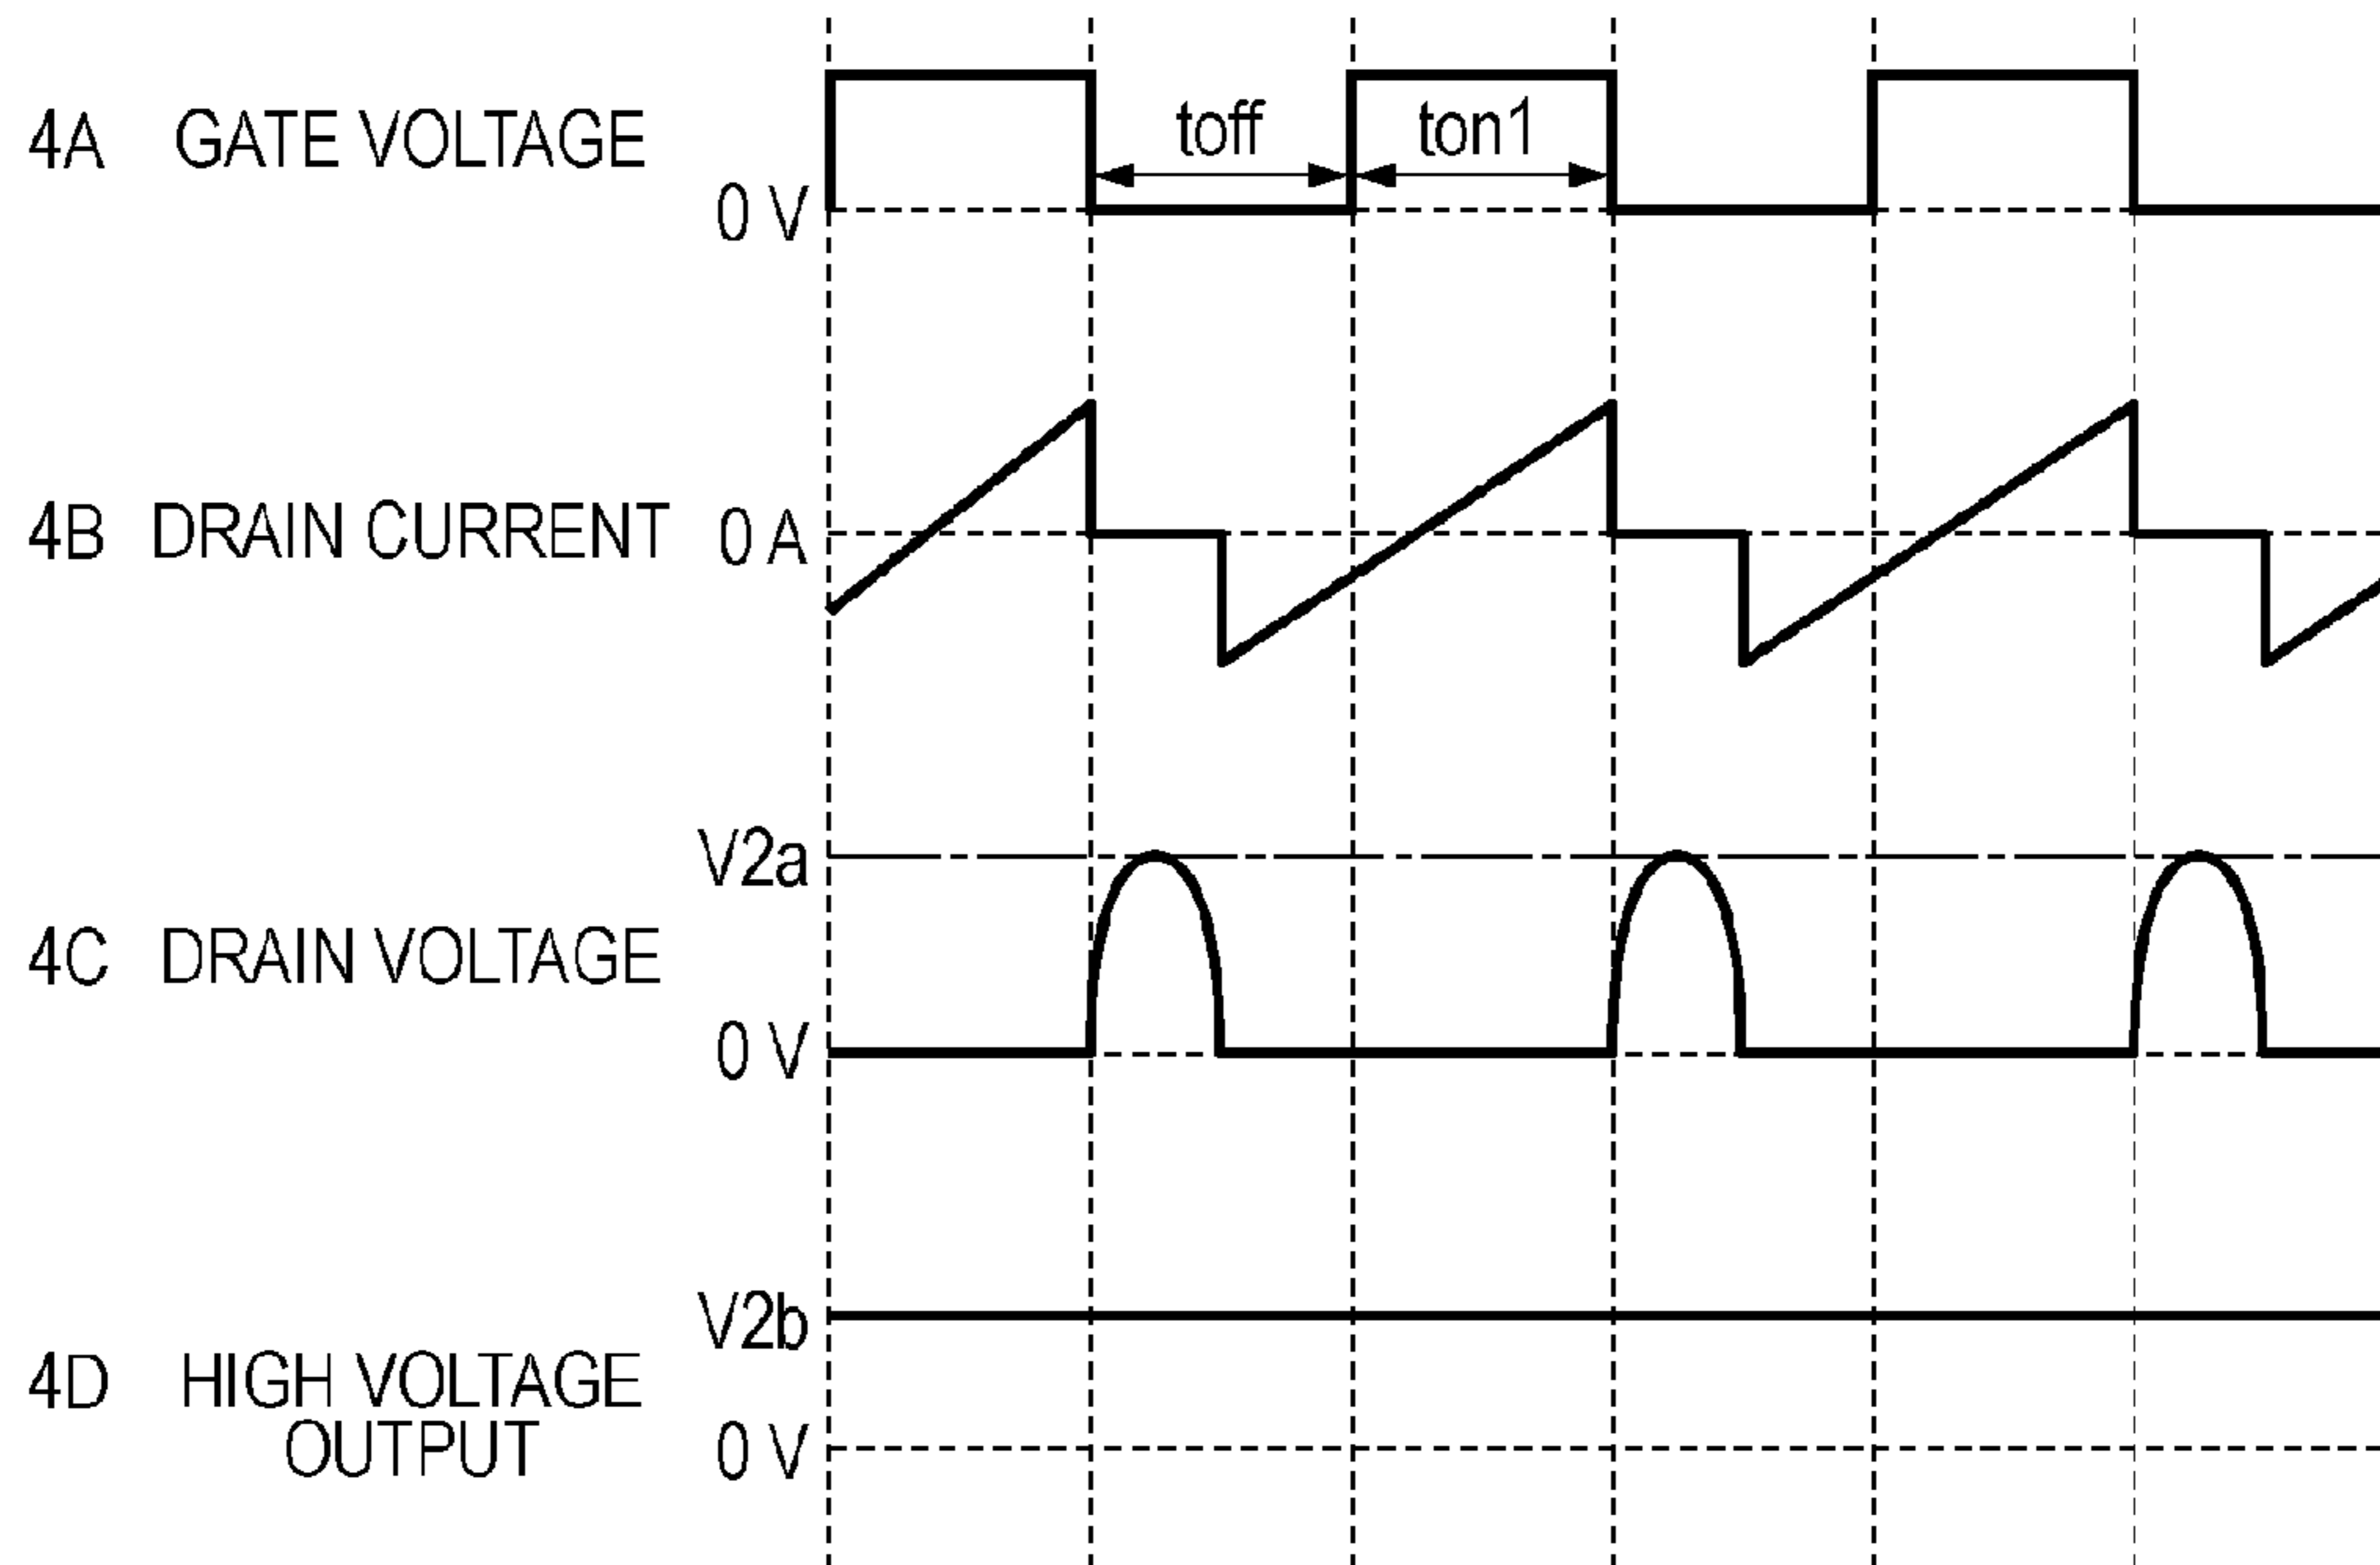 4A GATE VOLTAGE
toff
ton1
0 V
4B DRAIN CURRENT
0 A
V2a
4C DRAIN VOLTAGE
0 V
V2b
4D HIGH VOLTAGE
OUTPUT
0 V